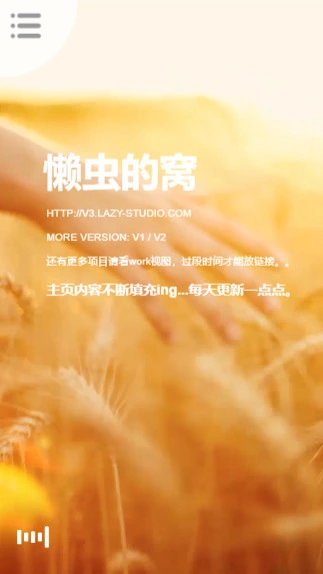 懒虫的窝
HTTP://V3.LAZY-STUDIO.COM
MORE VERSION: V1 / V2
还有更多项目请看work视图，过段时间才能放链接。。
主页内容不断填充ing...每天更新一点点。